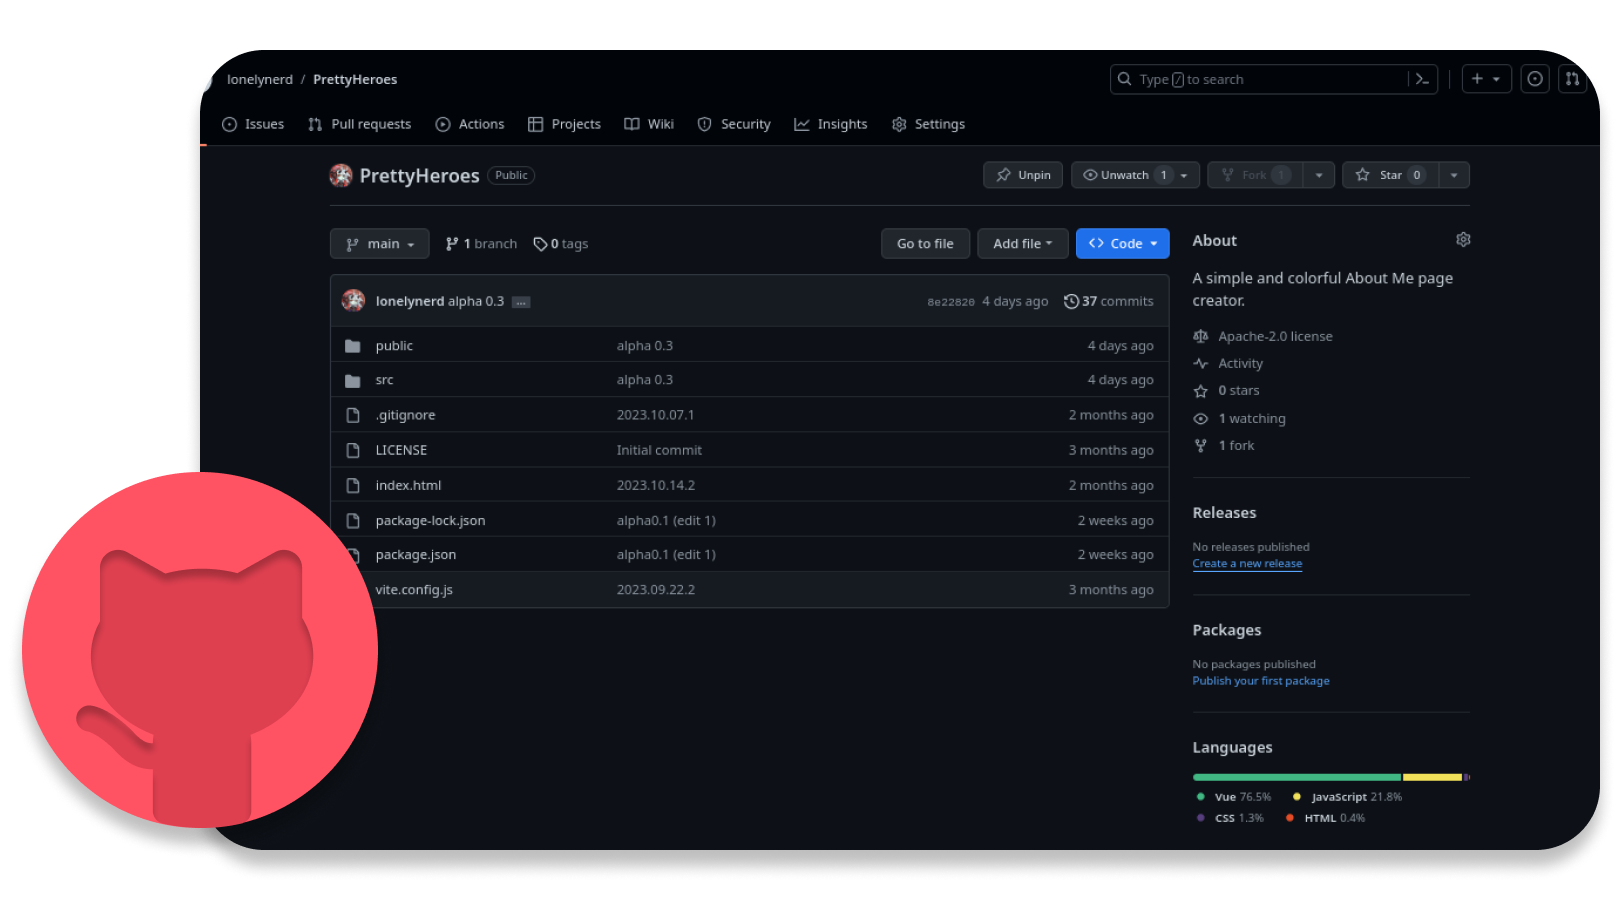 lonelynerd / PrettyHeroes
Type / to search
Issues Pull requests Actions Projects Wiki Security Insights Settings
PrettyHeroes Public
Unpin Unwatch 1 Fork 1 Star 0
main 1 branch 0 tags
Go to file Add file Code
lonelynerd alpha 0.3 ... 8e22820 4 days ago 37 commits
public alpha 0.3 4 days ago
src alpha 0.3 4 days ago
.gitignore 2023.10.07.1 2 months ago
LICENSE Initial commit 3 months ago
index.html 2023.10.14.2 2 months ago
package-lock.json alpha0.1 (edit 1) 2 weeks ago
package.json alpha0.1 (edit 1) 2 weeks ago
vite.config.js 2023.09.22.2 3 months ago
About
A simple and colorful About Me page
creator.
Apache-2.0 license
Activity
0 stars
1 watching
1 fork
Releases
No releases published
Create a new release
Packages
No packages published
Publish your first package
Languages
Vue 76.5% JavaScript 21.8%
CSS 1.3% HTML 0.4%